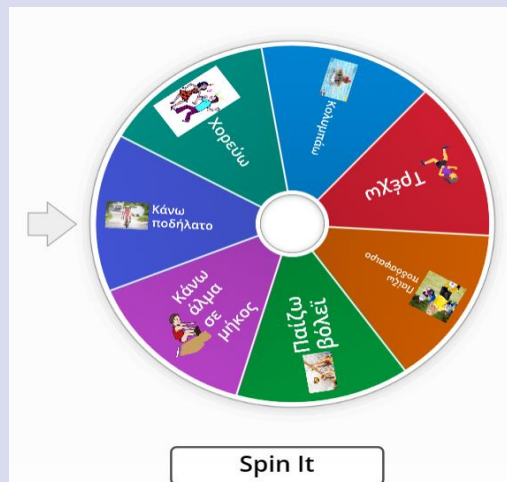 Χορεύω
Κολυμπάω
Τρέχω
Παίζω
ποδόσφαιρο
Παίζω
βόλεϊ
Κάνω
άλμα
σε
μήκος
Κάνω
ποδήλατο
Spin It